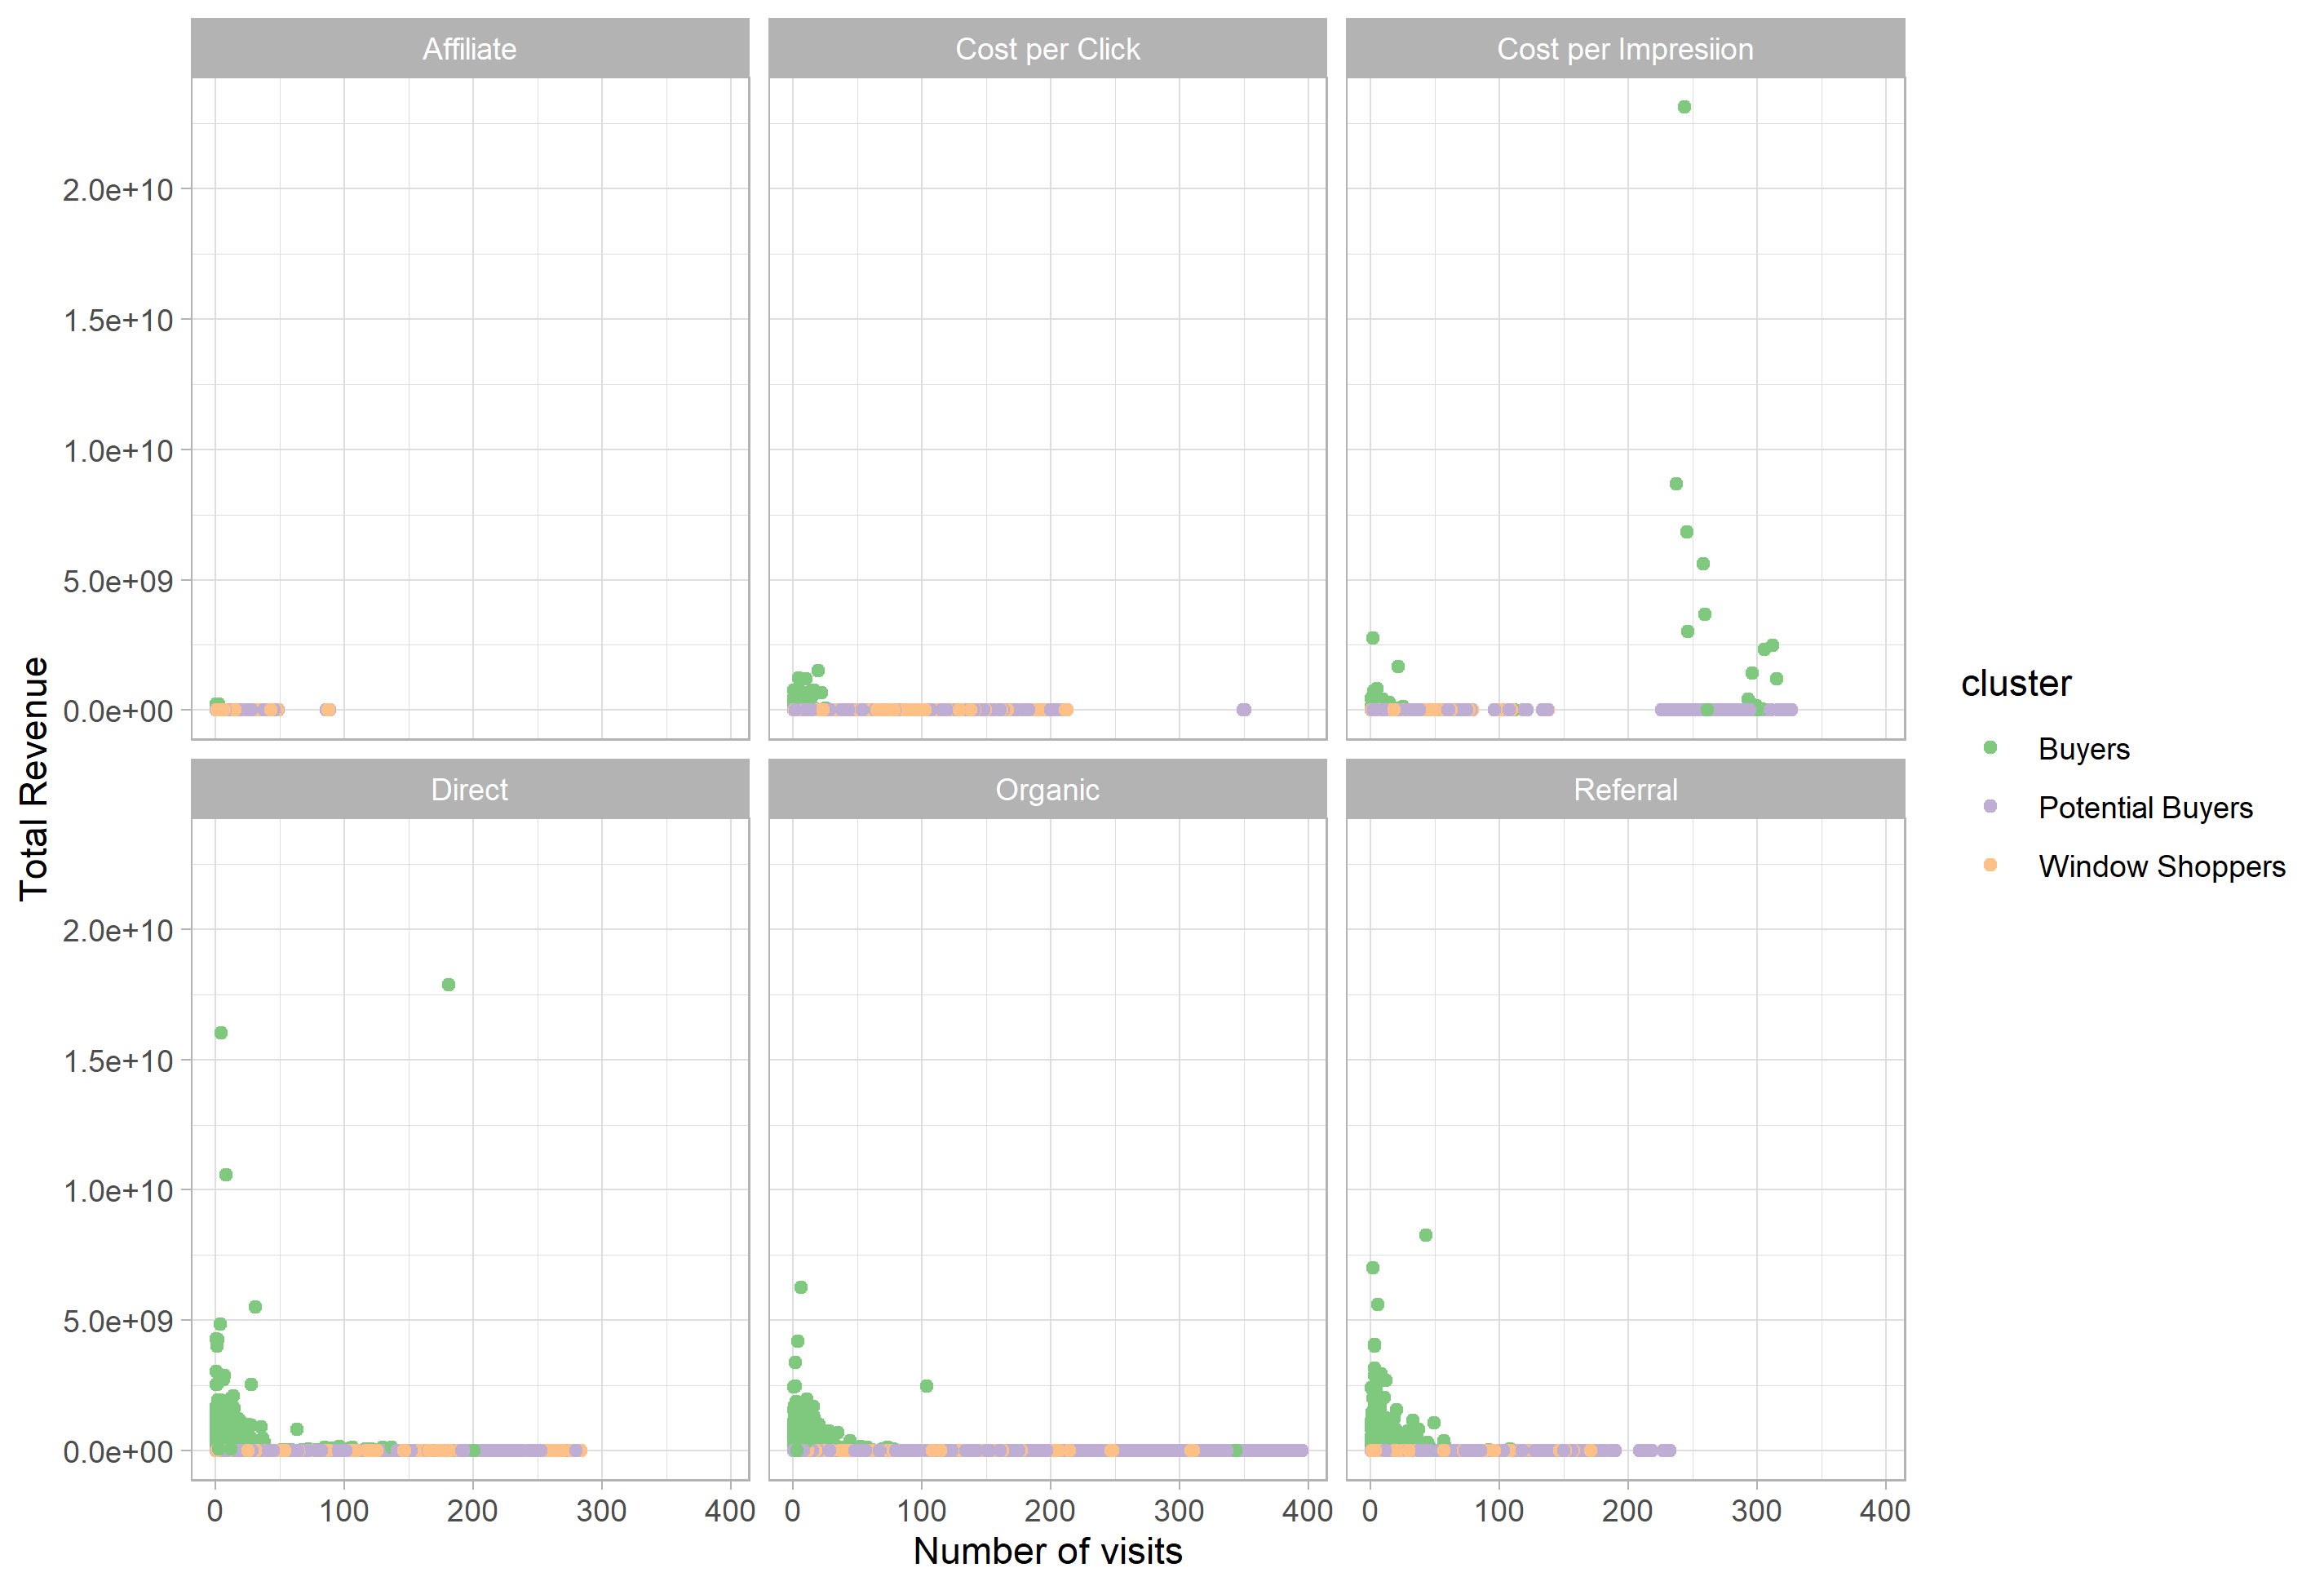 Affiliate
Cost per Click
Cost per Impresiion
2.0e+10
1.5e+10
1.0e+10
5.0e+09
0.0e+00
Direct
Organic
Referral
2.0e+10
1.5e+10
1.0e+10
5.0e+09
0.0e+00
0 100 200 300 400
0 100 200 300 400
0 100 200 300 400
Number of visits
Total Revenue
cluster
Buyers
Potential Buyers
Window Shoppers